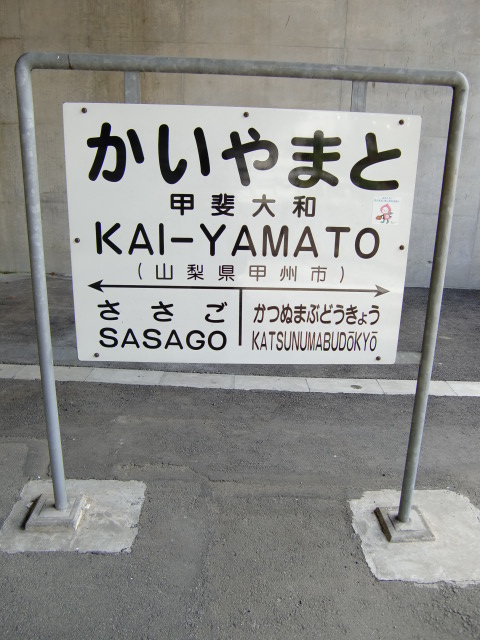 かいやまと
甲斐大和
KAI-YAMATO
(山梨県甲州市)
ささご
SASAGO
かつぬまぶどうきょう
KATSUNUMABUDŌKYŌ